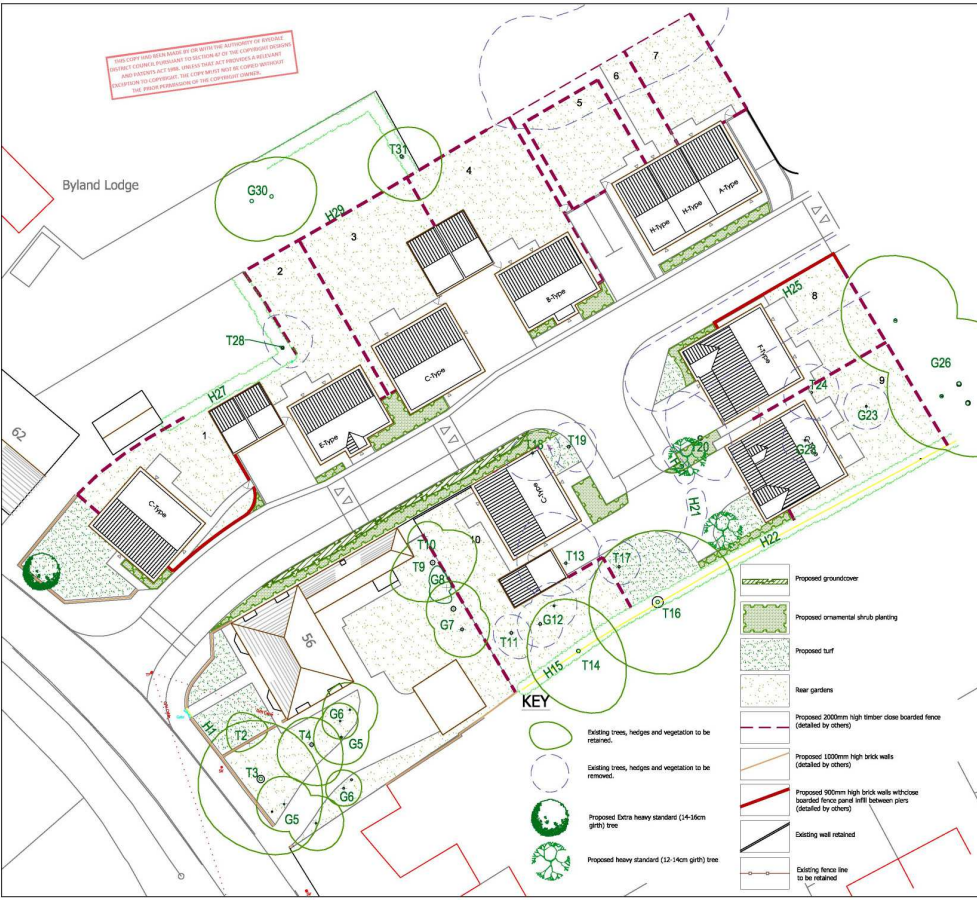 THIS COPY HAS BEEN MADE BY OR WITH THE AUTHORITY OF RYEDALE
DISTRICT COUNCIL PURSUANT TO SECTION 47 OF THE COPYRIGHT DESIGNS
AND PATENTS ACT 1988. UNLESS THAT ACT PROVIDES A RELEVANT
EXCEPTION TO COPYRIGHT, THE COPY MUST NOT BE COPIED WITHOUT
THE PRIOR PERMISSION OF THE COPYRIGHT OWNER.
Byland Lodge
7
6
5
4
T31
G30
H29
3
2
A-Type
H-Type
H-Type
B-Type
H25
8
T28
C-Type
F-Type
G26
H27
T24
9
G23
62
1
E-Type
T18
T19
T20
G-Type
C-Type
C-Type
H21
T10
10
H22
T9
G8
T13
T17
G7
G12
T16
T11
T14
56
H15
H1
T2
G6
T4
G5
T3
G6
G5
KEY
Existing trees, hedges and vegetation to be
retained.
Existing trees, hedges and vegetation to be
removed.
Proposed Extra heavy standard (14-16cm
girth) tree
Proposed heavy standard (12-14cm girth) tree
Proposed groundcover
Proposed ornamental shrub planting
Proposed turf
Rear gardens
Proposed 2000mm high timber close boarded fence
(detailed by others)
Proposed 1000mm high brick walls
(detailed by others)
Proposed 900mm high brick walls withclose
boarded fence panel infill between piers
(detailed by others)
Existing wall retained
Existing fence line
to be retained